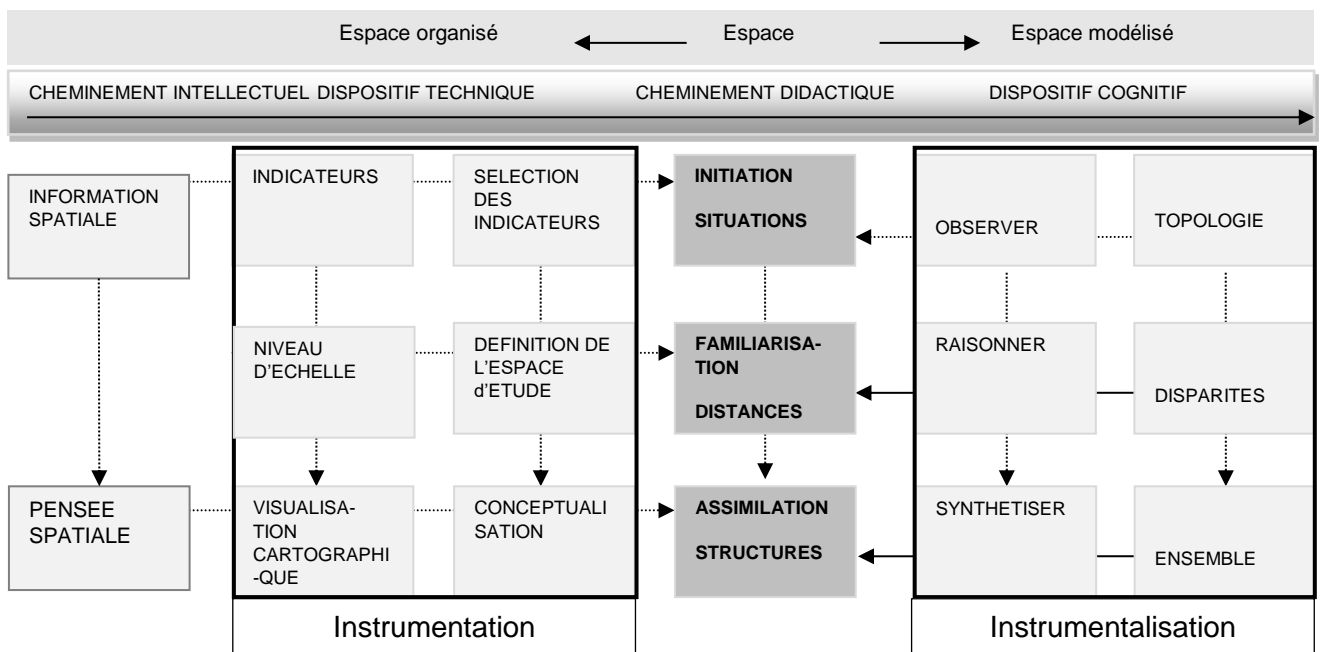 Espace organisé Espace Espace modélisé
CHEMINEMENT INTELLECTUEL DISPOSITIF TECHNIQUE CHEMINEMENT DIDACTIQUE DISPOSITIF COGNITIF
INFORMATION
SPATIALE
INDICATEURS
SELECTION
DES
INDICATEURS
INITIATION
SITUATIONS
OBSERVER
TOPOLOGIE
NIVEAU
D'ECHELLE
DEFINITION DE
L'ESPACE
d'ETUDE
FAMILIARISA-
TION
DISTANCES
RAISONNER
DISPARITES
PENSEE
SPATIALE
VISUALISA-
TION
CARTOGRAPHI
-QUE
CONCEPTUALI
SATION
ASSIMILATION
STRUCTURES
SYNTHETISER
ENSEMBLE
Instrumentation
Instrumentalisation